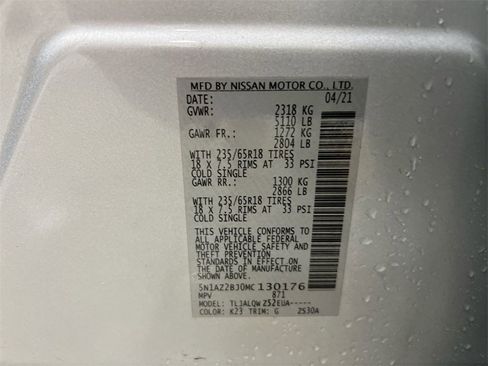 MFD BY NISSAN MOTOR CO., LTD.
DATE: 04/21
GVWR: 2318 KG
5110 LB
GAWR FR.: 1272 KG
2804 LB
WITH 235/65R18 TIRES
18 X 7.5 RIMS AT 33 PSI
COLD SINGLE
GAWR RR.: 1300 KG
2866 LB
WITH 235/65R18 TIRES
18 X 7.5 RIMS AT 33 PSI
COLD SINGLE
THIS VEHICLE CONFORMS TO
ALL APPLICABLE FEDERAL
MOTOR VEHICLE SAFETY
AND THEFT PREVENTION
STANDARDS IN EFFECT ON
THE DATE OF MANUFACTURE
SHOWN ABOVE.
5N1AZ2BJ0MC 130176
MPV 871
MODEL: TL1ALQW Z52EUA-----
COLOR: K23 TRIM: G ZS30A